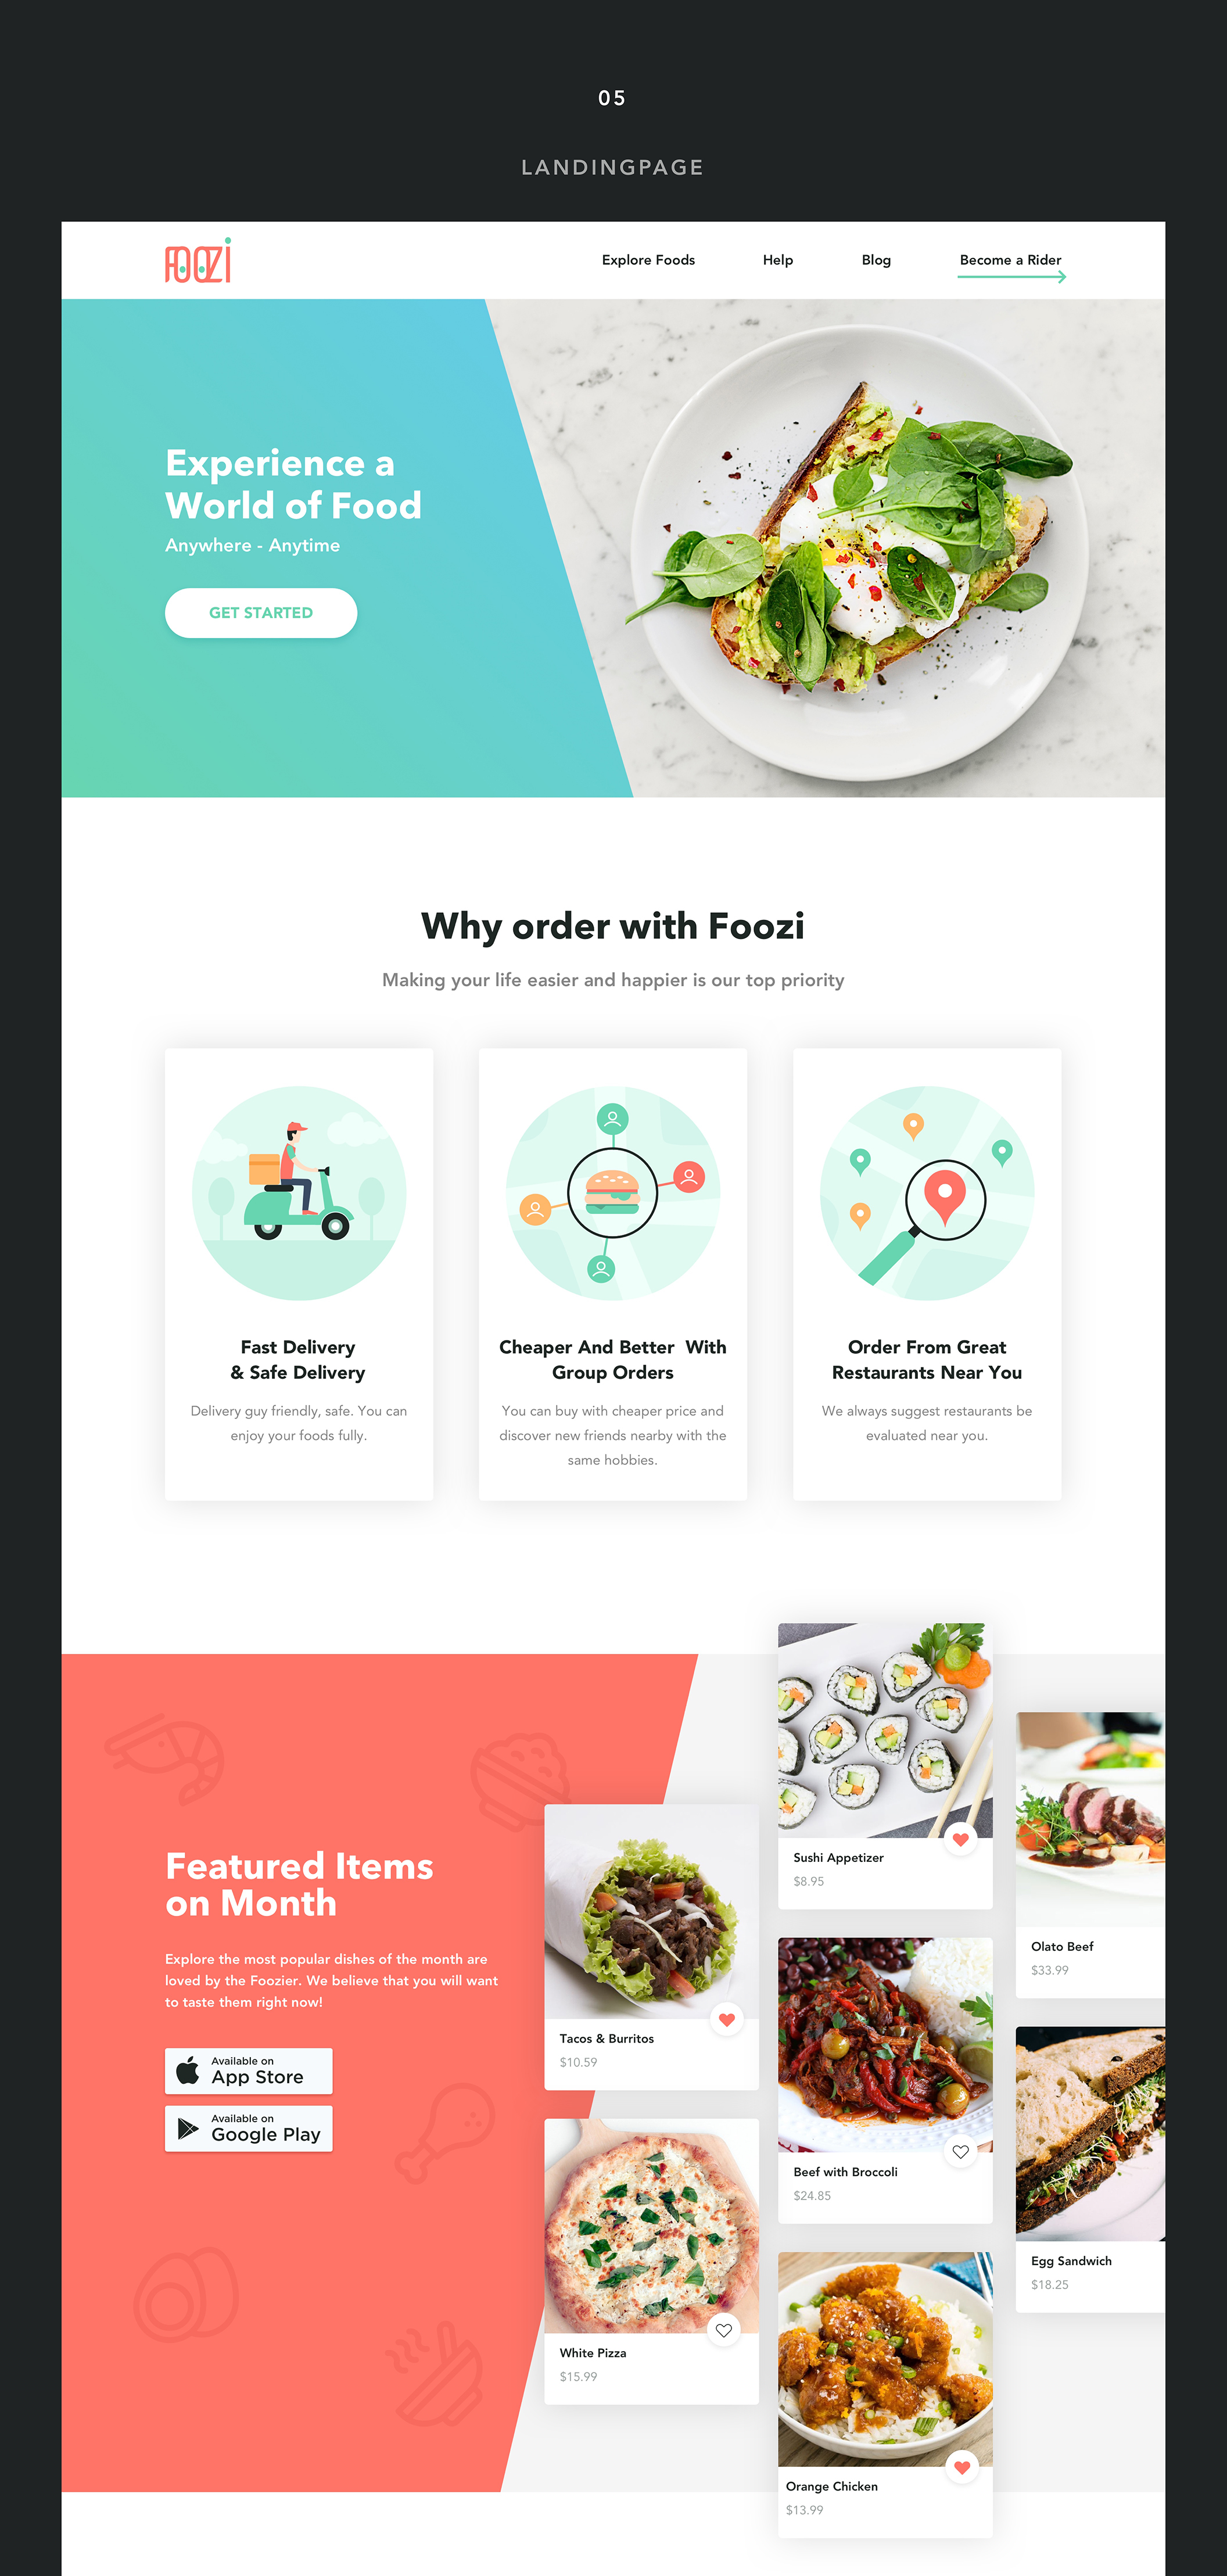 05
LANDINGPAGE
FOOZi
Explore Foods
Help
Blog
Become a Rider
Experience a
World of Food
Anywhere - Anytime
GET STARTED
Why order with Foozi
Making your life easier and happier is our top priority
Fast Delivery
& Safe Delivery
Delivery guy friendly, safe. You can
enjoy your foods fully.
Cheaper And Better  With
Group Orders
You can buy with cheaper price and
discover new friends nearby with the
same hobbies.
Order From Great
Restaurants Near You
We always suggest restaurants be
evaluated near you.
Featured Items
on Month
Explore the most popular dishes of the month are
loved by the Foozier. We believe that you will want
to taste them right now!
Available on
App Store
Available on
Google Play
Tacos & Burritos
$10.59
White Pizza
$15.99
Sushi Appetizer
$8.95
Beef with Broccoli
$24.85
Orange Chicken
$13.99
Olato Beef
$33.99
Egg Sandwich
$18.25